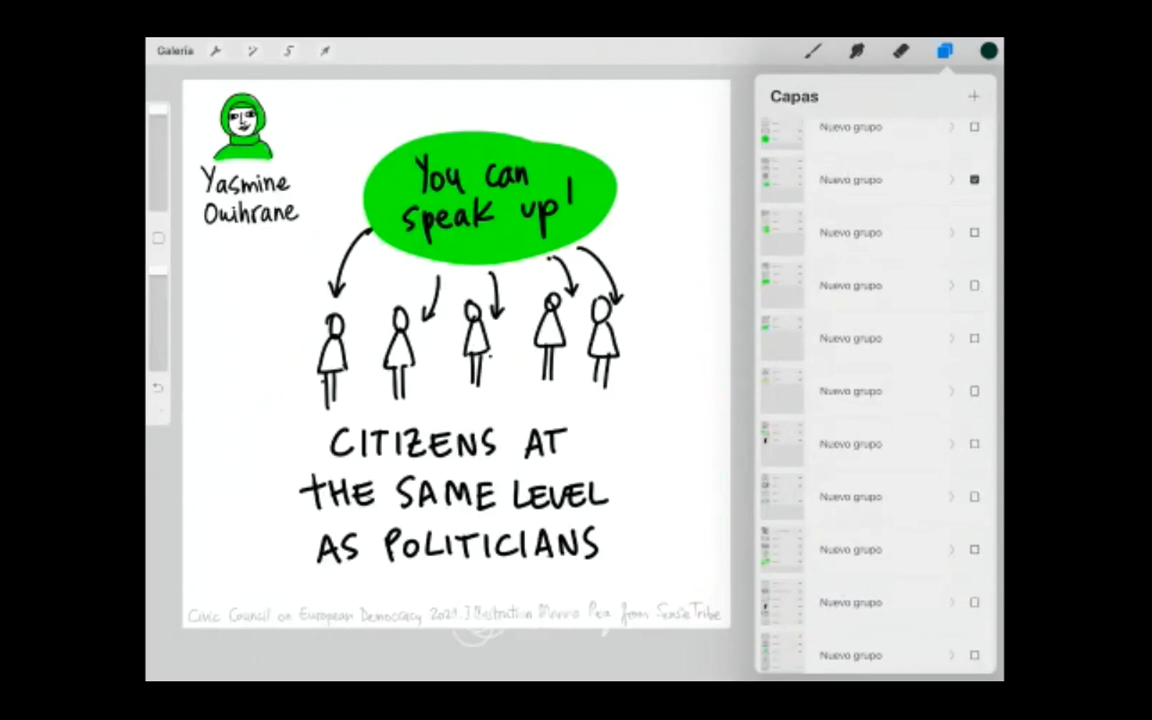 Galería
Capas
Yasmine
Ouihrane
You can
speak up!
CITIZENS AT
THE SAME LEVEL
AS POLITICIANS
Civic Council on European Democracy 2021. Illustration from SenseTribe
Nuevo grupo
Nuevo grupo
Nuevo grupo
Nuevo grupo
Nuevo grupo
Nuevo grupo
Nuevo grupo
Nuevo grupo
Nuevo grupo
Nuevo grupo
Nuevo grupo